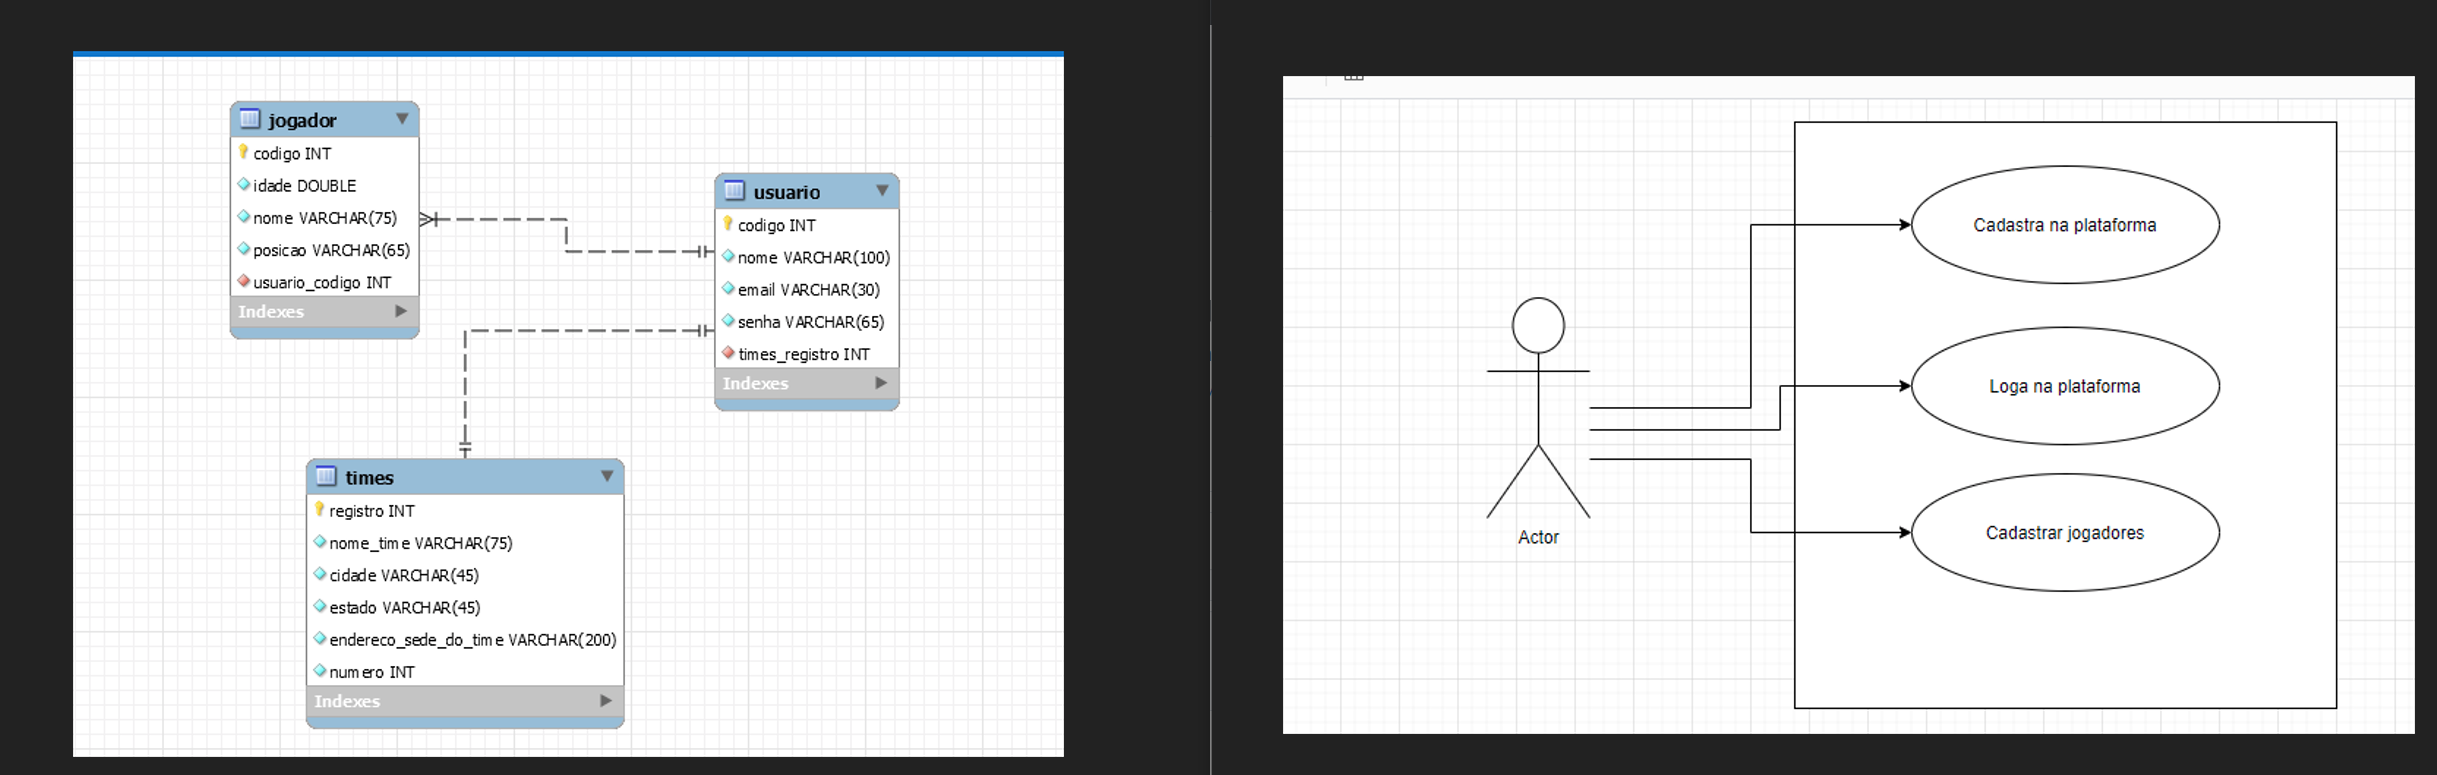 jogador
codigo INT
idade DOUBLE
nome VARCHAR(75)
posicao VARCHAR(65)
usuario_codigo INT
Indexes
usuario
codigo INT
nome VARCHAR(100)
email VARCHAR(30)
senha VARCHAR(65)
times_registro INT
Indexes
times
registro INT
nome_time VARCHAR(75)
cidade VARCHAR(45)
estado VARCHAR(45)
endereco_sede_do_time VARCHAR(200)
numero INT
Indexes
Actor
Cadastra na plataforma
Loga na plataforma
Cadastrar jogadores